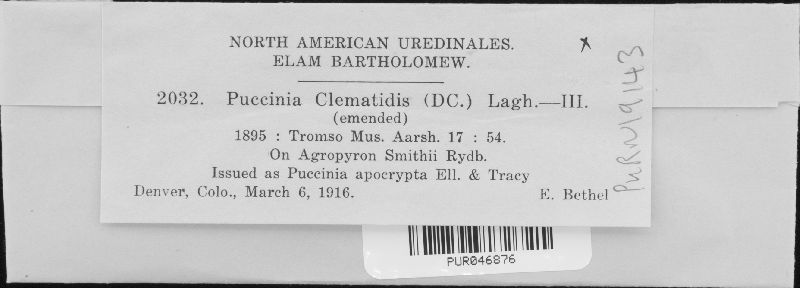 NORTH AMERICAN UREDINALES.
ELAM BARTHOLOMEW.
2032. Puccinia Clematidis (DC.) Lagh.—III.
(emended)
1895 : Tromso Mus. Aarsh. 17 : 54.
On Agropyron Smithii Rydb.
Issued as Puccinia apocrypta Ell. & Tracy
Denver, Colo., March 6, 1916. E. Bethel
PURN19143
PUR046876